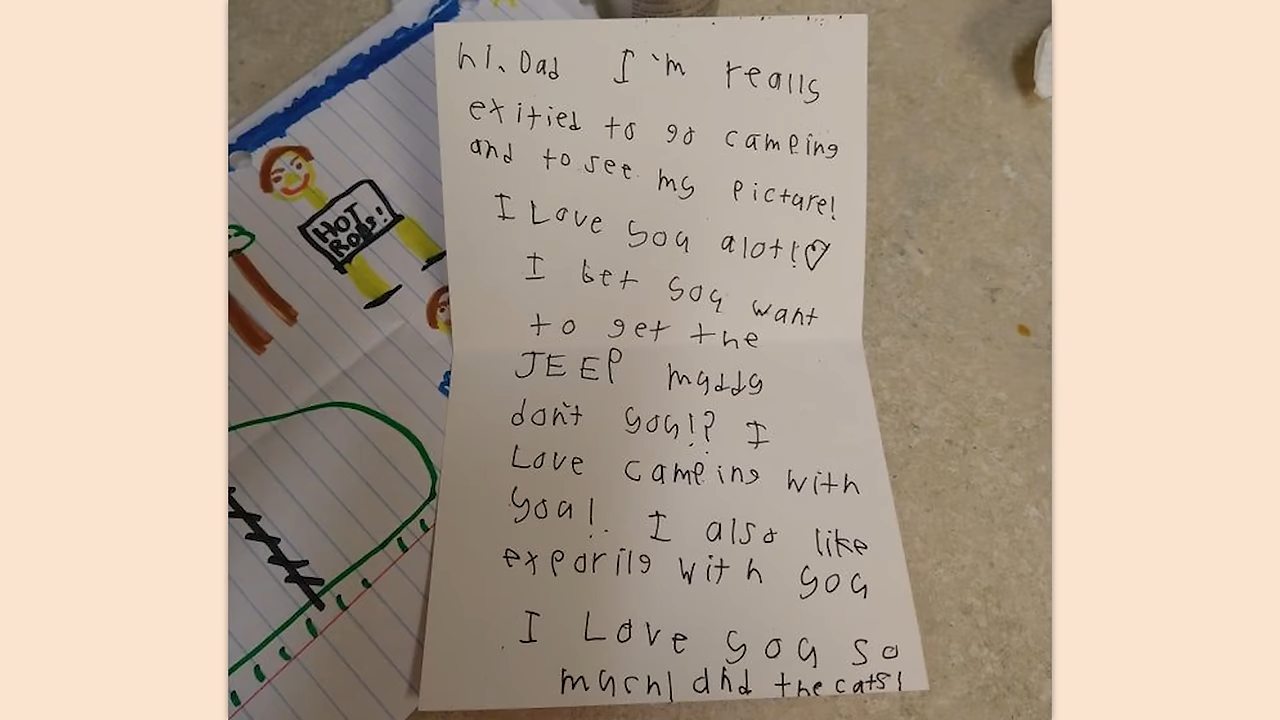 HOT
RODS!
hI. Dad I'm really
exitied to go camping
and to see my picture!
I Love you alot!♡
I bet you want
to get the
JEEP muddy
don't you!? I
Love camping with
you!. I also like
exporilg with you
I Love you so
much! and the cats!